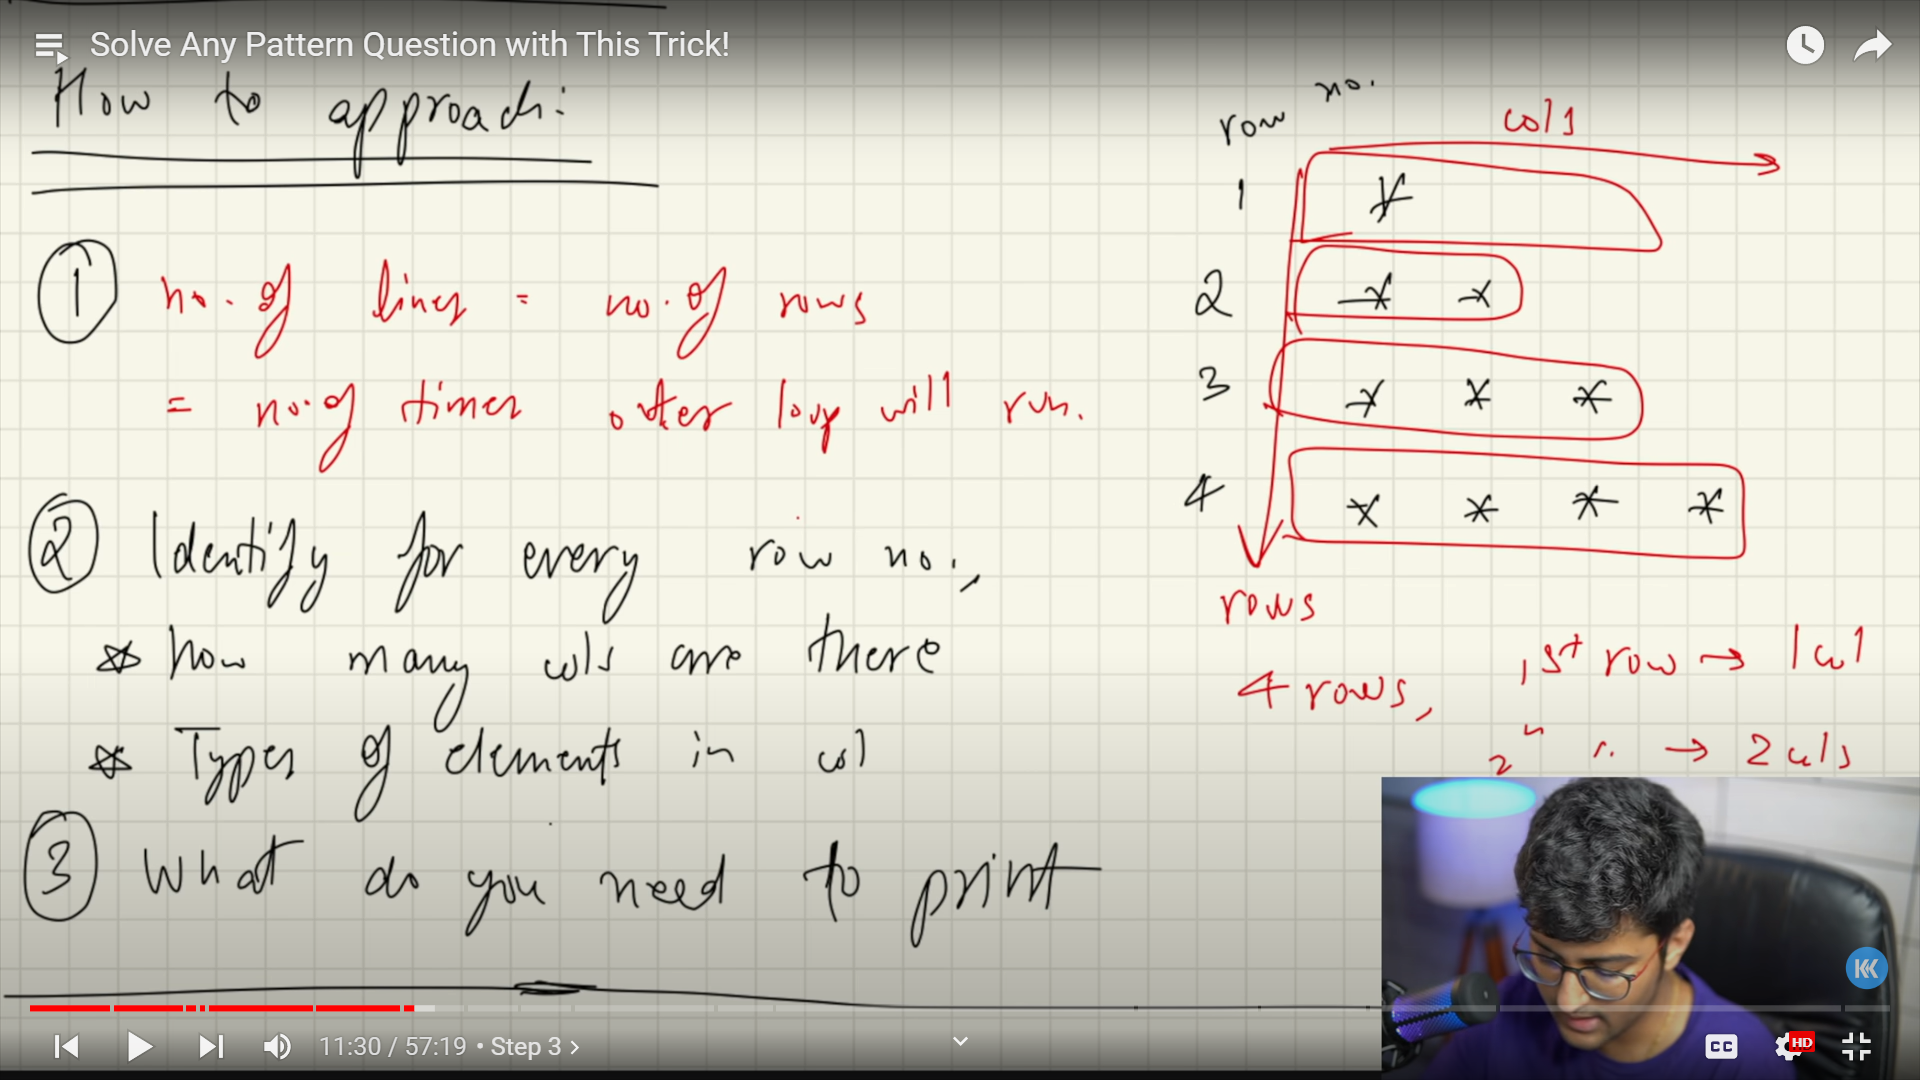 Solve Any Pattern Question with This Trick!
How to approach:
1 no. of lines = no. of rows
= no. of times outer loop will run.
2 Identify for every row no.,
☆ how many cols are there
☆ Types of elements in col
3 What do you need to print
row no.
cols
1 *
2 * *
3 * * *
4 * * * *
rows
4 rows,
1st row → 1 col
2 → 2 cols
11:30 / 57:19 • Step 3 >
CC
HD